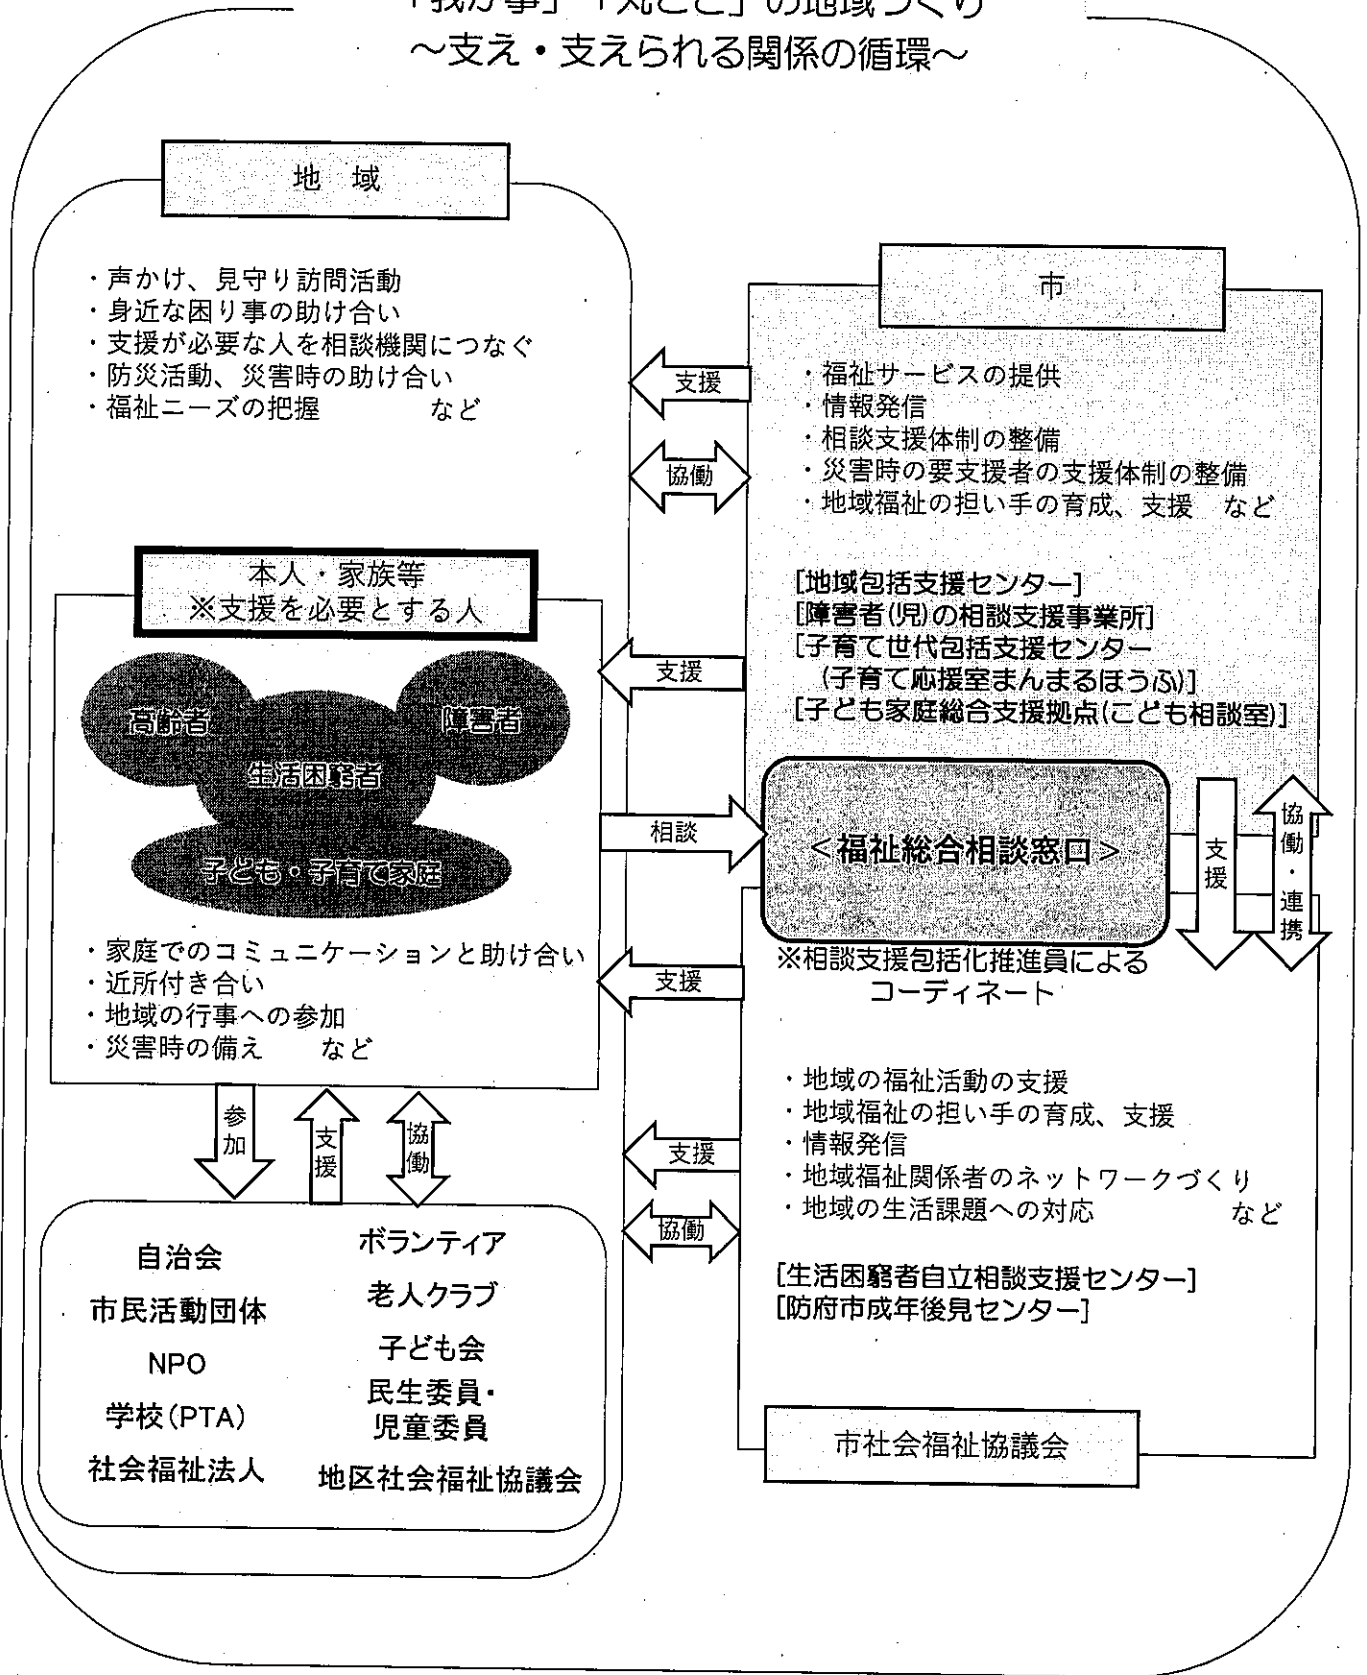 「我が事」「丸ごと」の地域づくり
～支え・支えられる関係の循環～
地　域
・声かけ、見守り訪問活動
・身近な困り事の助け合い
・支援が必要な人を相談機関につなぐ
・防災活動、災害時の助け合い
・福祉ニーズの把握　　　など
本人・家族等
※支援を必要とする人
高齢者
障害者
生活困窮者
子ども・子育て家庭
・家庭でのコミュニケーションと助け合い
・近所付き合い
・地域の行事への参加
・災害時の備え　　など
参加
支援
協働
自治会
市民活動団体
NPO
学校(PTA)
社会福祉法人
ボランティア
老人クラブ
子ども会
民生委員・
児童委員
地区社会福祉協議会
支援
協働
支援
相談
支援
支援
協働
市
・福祉サービスの提供
・情報発信
・相談支援体制の整備
・災害時の要支援者の支援体制の整備
・地域福祉の担い手の育成、支援　など
[地域包括支援センター]
[障害者(児)の相談支援事業所]
[子育て世代包括支援センター
(子育て応援室まんまるほうふ)]
[子ども家庭総合支援拠点(こども相談室)]
＜福祉総合相談窓口＞
支援
協働・連携
※相談支援包括化推進員による
コーディネート
・地域の福祉活動の支援
・地域福祉の担い手の育成、支援
・情報発信
・地域福祉関係者のネットワークづくり
・地域の生活課題への対応　　　　など
[生活困窮者自立相談支援センター]
[防府市成年後見センター]
市社会福祉協議会